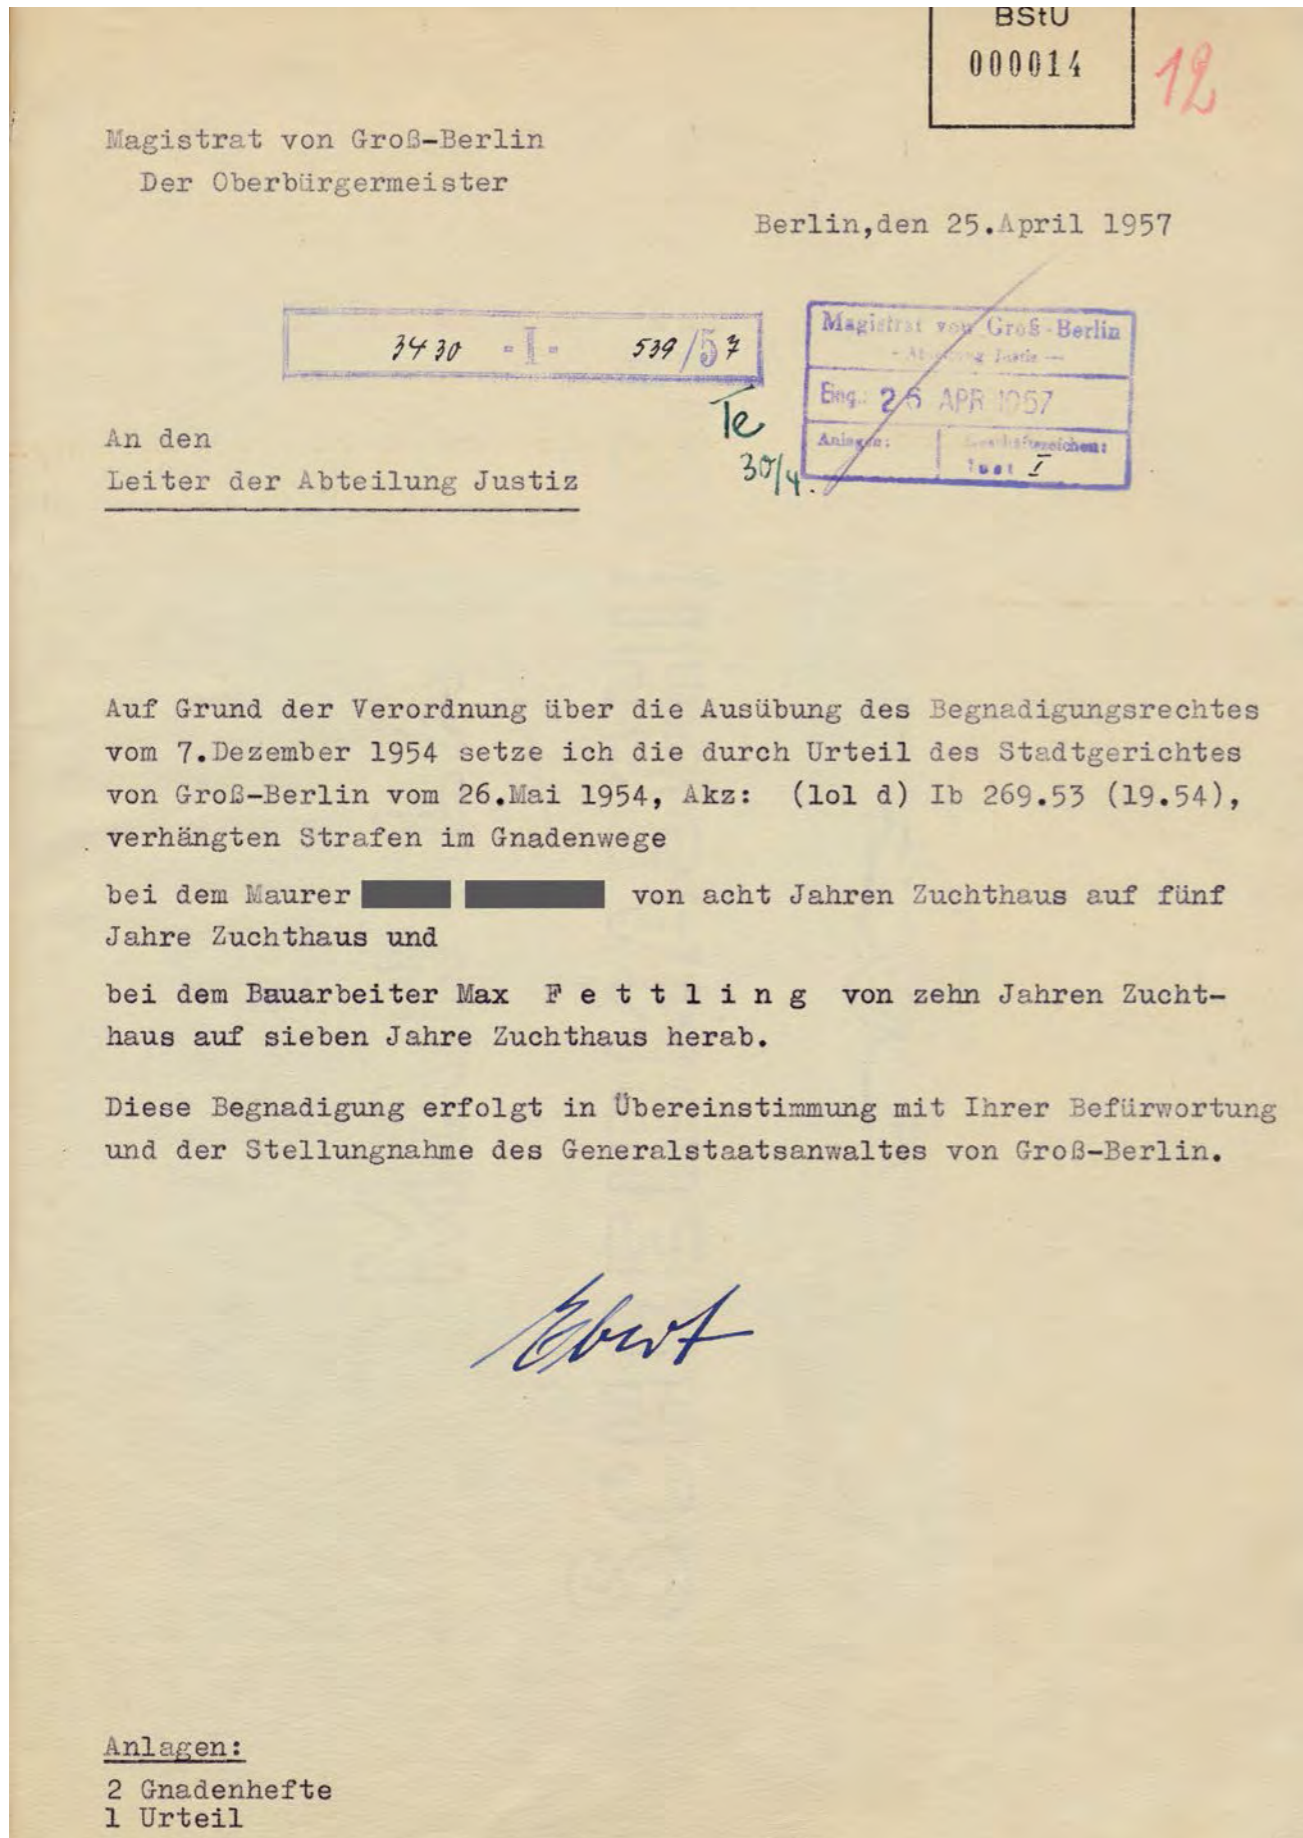 BStU
000014
12
Magistrat von Groß-Berlin
Der Oberbürgermeister
Berlin,den 25.April 1957
3430 -I- 539/57
Magistrat von Groß-Berlin
- Abteilung Justiz -
Eing.: 26 APR 1957
Anlagen: Geschäftszeichen:
Just I
Te
30/4.
An den
Leiter der Abteilung Justiz
Auf Grund der Verordnung über die Ausübung des Begnadigungsrechtes
vom 7.Dezember 1954 setze ich die durch Urteil des Stadtgerichtes
von Groß-Berlin vom 26.Mai 1954, Akz: (lol d) Ib 269.53 (19.54),
verhängten Strafen im Gnadenwege
bei dem Maurer von acht Jahren Zuchthaus auf fünf
Jahre Zuchthaus und
bei dem Bauarbeiter Max F e t t l i n g von zehn Jahren Zucht-
haus auf sieben Jahre Zuchthaus herab.
Diese Begnadigung erfolgt in Übereinstimmung mit Ihrer Befürwortung
und der Stellungnahme des Generalstaatsanwaltes von Groß-Berlin.
Ebert
Anlagen:
2 Gnadenhefte
1 Urteil